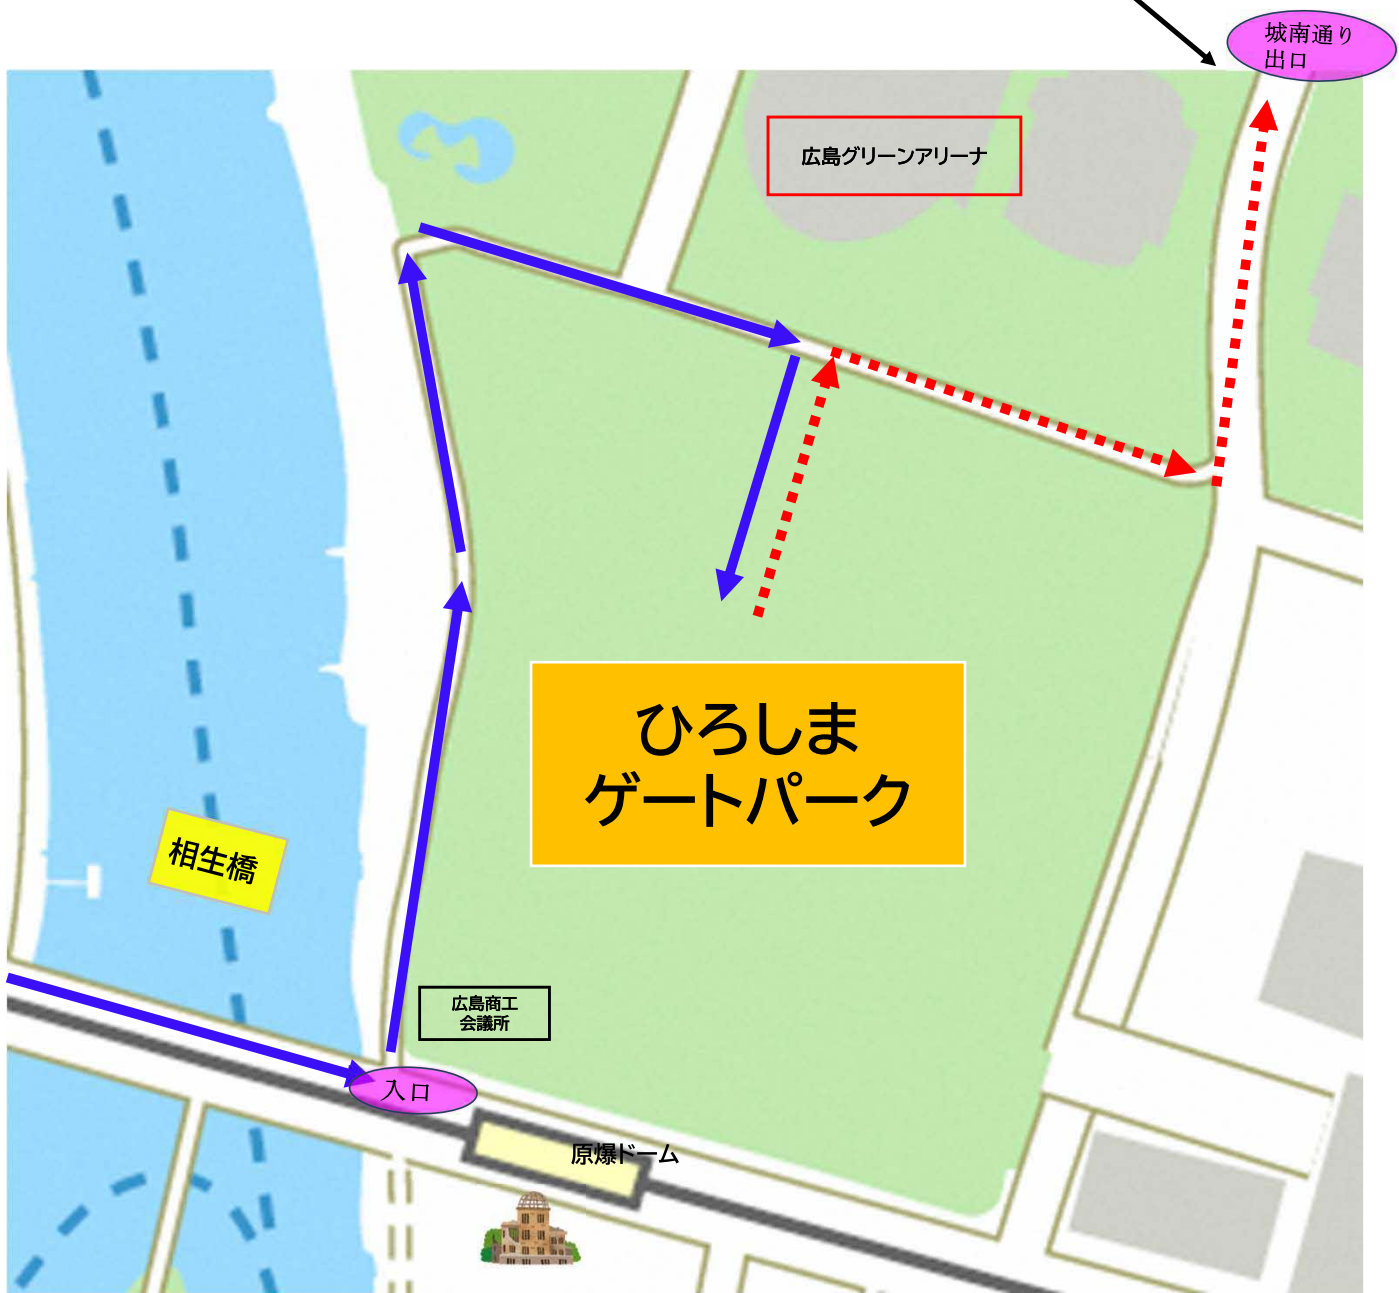 城南通り
出口
広島グリーンアリーナ
ひろしま
ゲートパーク
相生橋
広島商工
会議所
入口
原爆ドーム